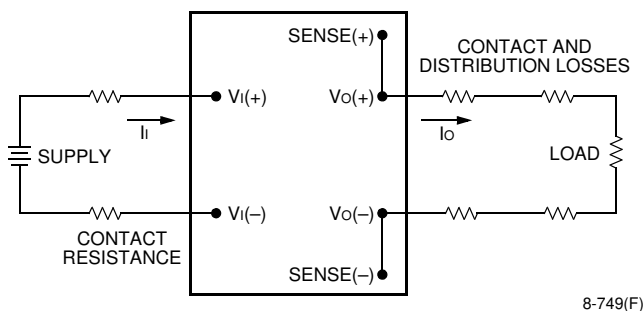 SENSE(+)
CONTACT AND
DISTRIBUTION LOSSES
VI(+)
VO(+)
II
IO
SUPPLY
LOAD
VI(–)
VO(–)
CONTACT
RESISTANCE
SENSE(–)
8-749(F)